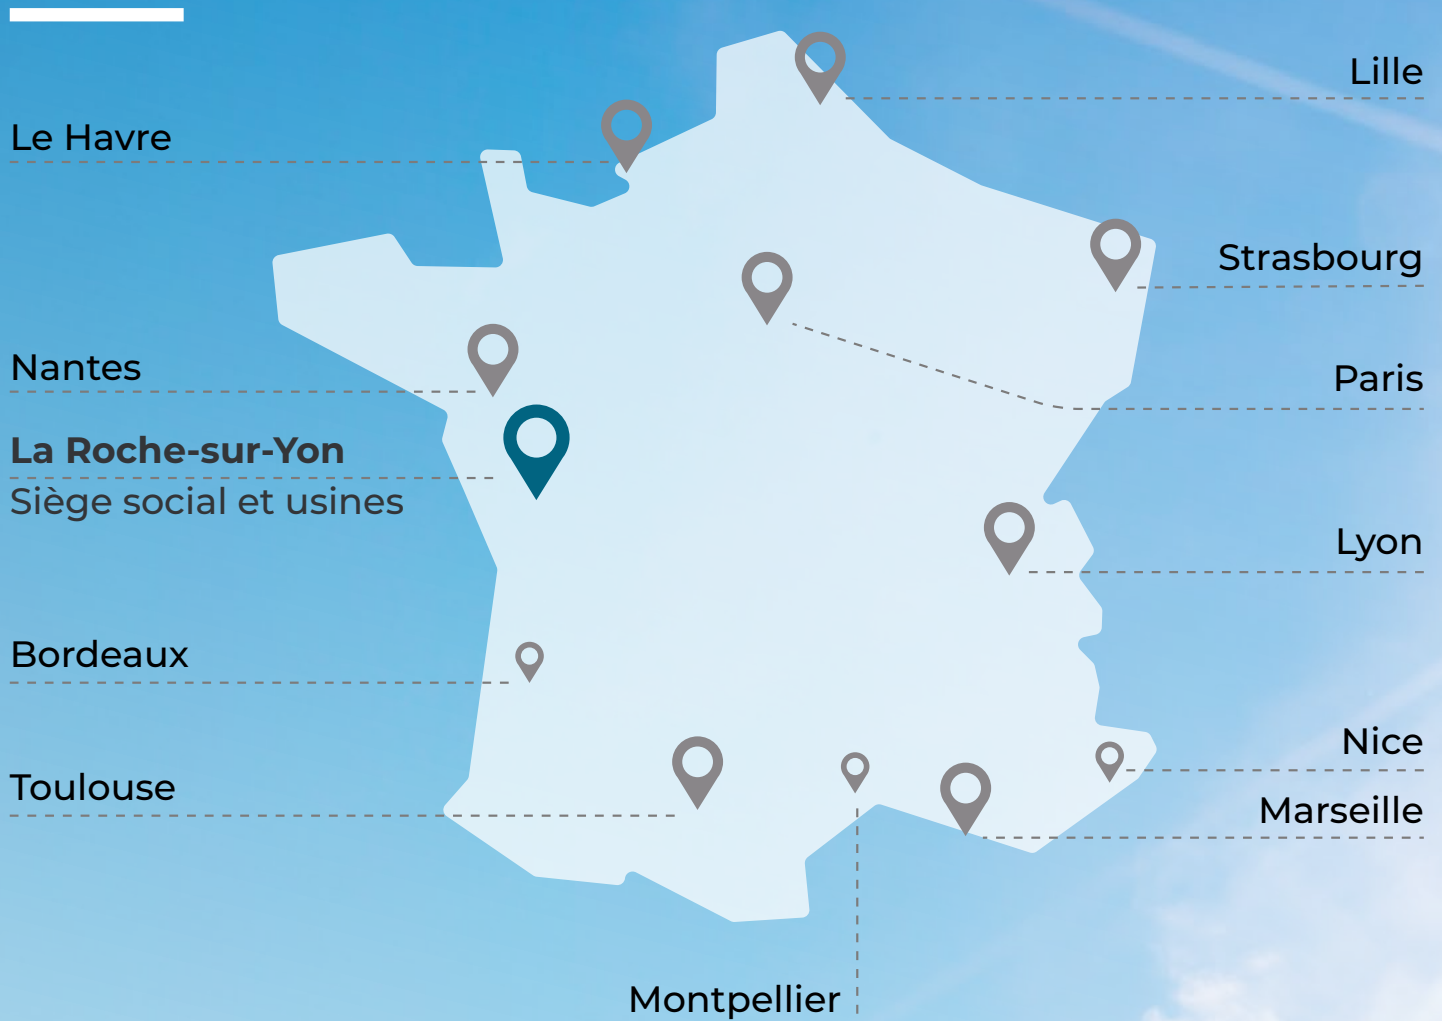 Lille
Le Havre
Strasbourg
Nantes
Paris
La Roche-sur-Yon
Siège social et usines
Lyon
Bordeaux
Nice
Toulouse
Marseille
Montpellier